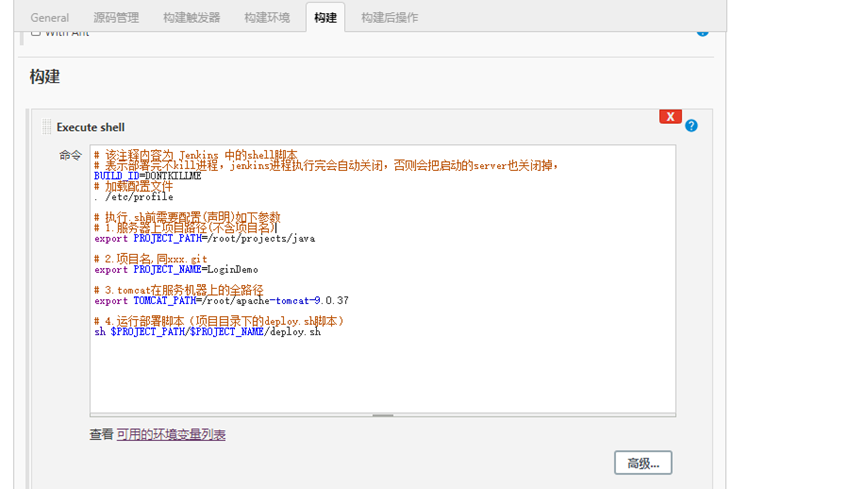 General 源码管理 构建触发器 构建环境 构建 构建后操作
With Ant
构建
X
Execute shell
命令
# 该注释内容为 Jenkins 中的shell脚本
# 表示部署完不kill进程，jenkins进程执行完会自动关闭，否则会把启动的server也关闭掉，
BUILD_ID=DONTKILLME
# 加载配置文件
. /etc/profile
# 执行.sh前需要配置(声明)如下参数
# 1.服务器上项目路径(不含项目名)
export PROJECT_PATH=/root/projects/java
# 2.项目名,同xxx.git
export PROJECT_NAME=LoginDemo
# 3.tomcat在服务机器上的全路径
export TOMCAT_PATH=/root/apache-tomcat-9.0.37
# 4.运行部署脚本（项目目录下的deploy.sh脚本）
sh $PROJECT_PATH/$PROJECT_NAME/deploy.sh
查看 可用的环境变量列表
高级...